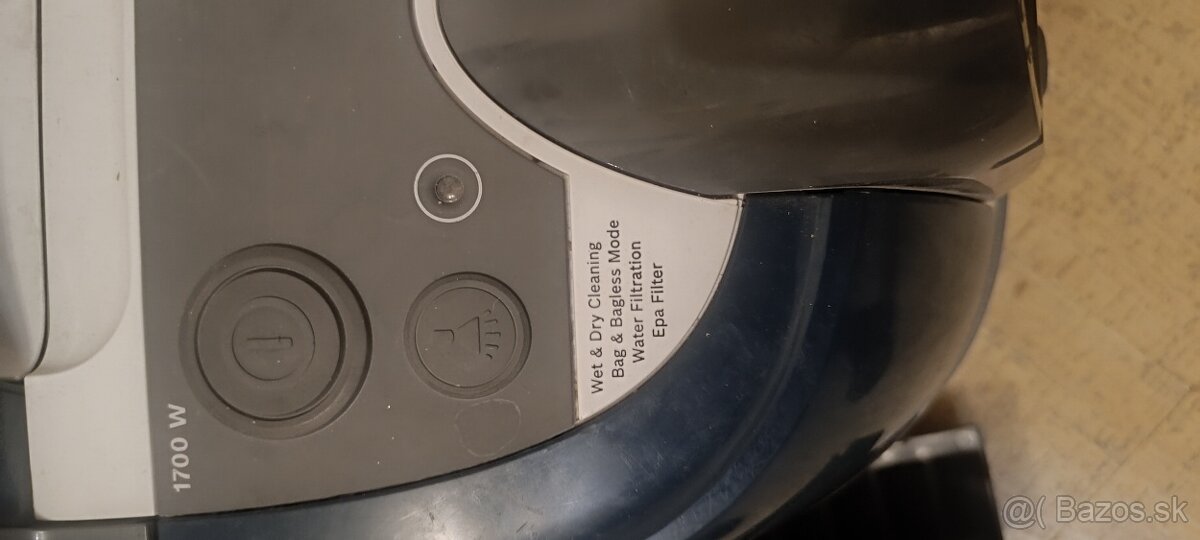 1700 W
Wet & Dry Cleaning
Bag & Bagless Mode
Water Filtration
Epa Filter
@( Bazos.sk